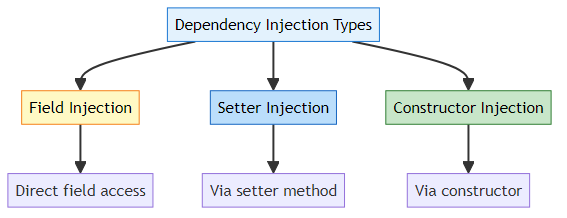 Dependency Injection Types
Field Injection
Setter Injection
Constructor Injection
Direct field access
Via setter method
Via constructor